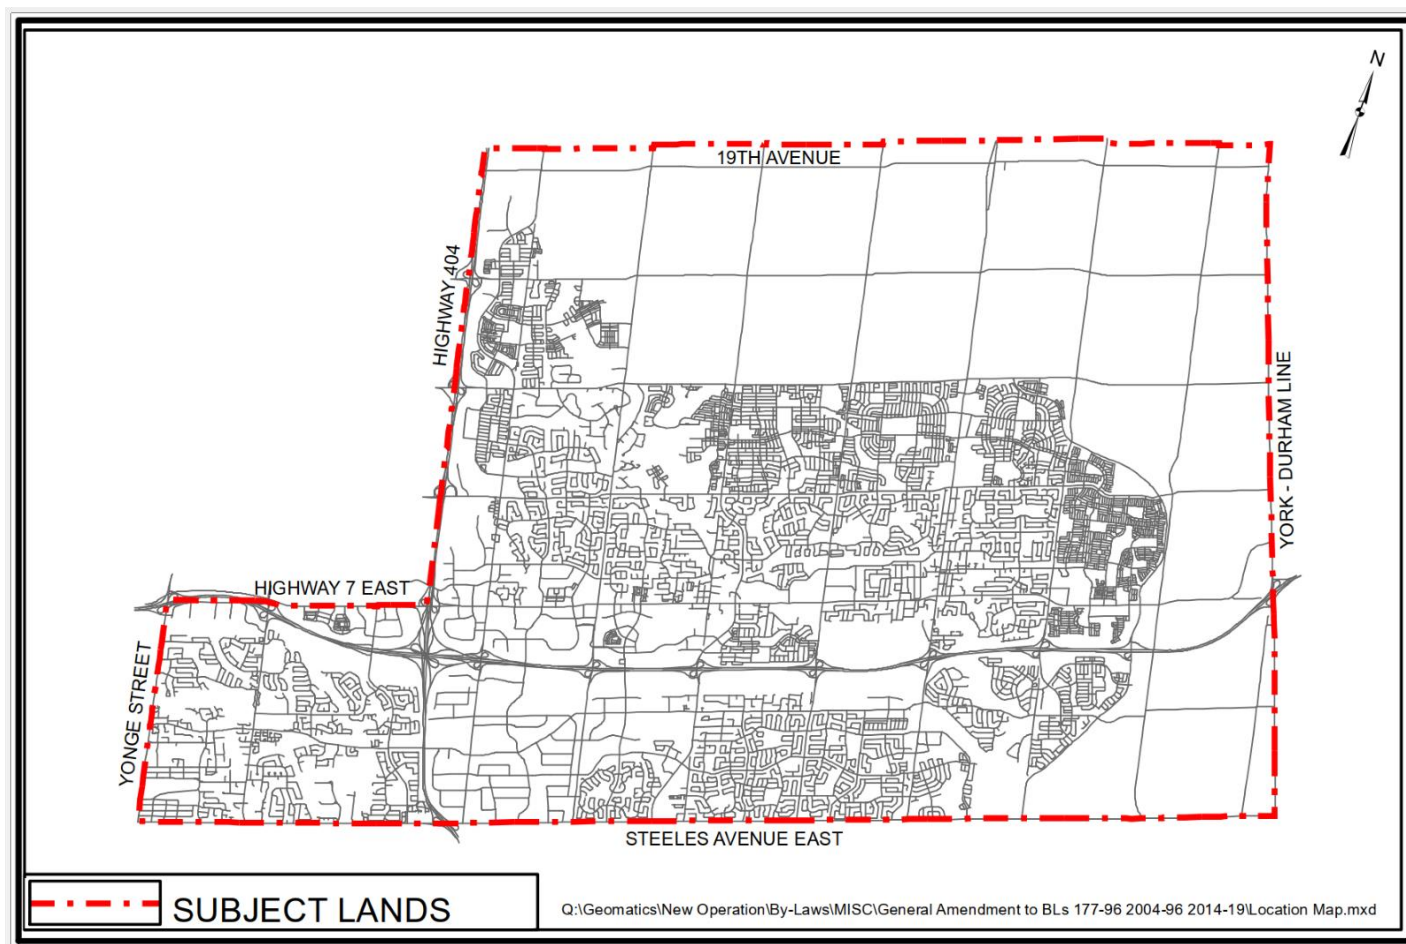 N
19TH AVENUE
HIGHWAY 404
YORK - DURHAM LINE
HIGHWAY 7 EAST
YONGE STREET
STEELES AVENUE EAST
SUBJECT LANDS
Q:\Geomatics\New Operation\By-Laws\MISC\General Amendment to BLs 177-96 2004-96 2014-19\Location Map.mxd